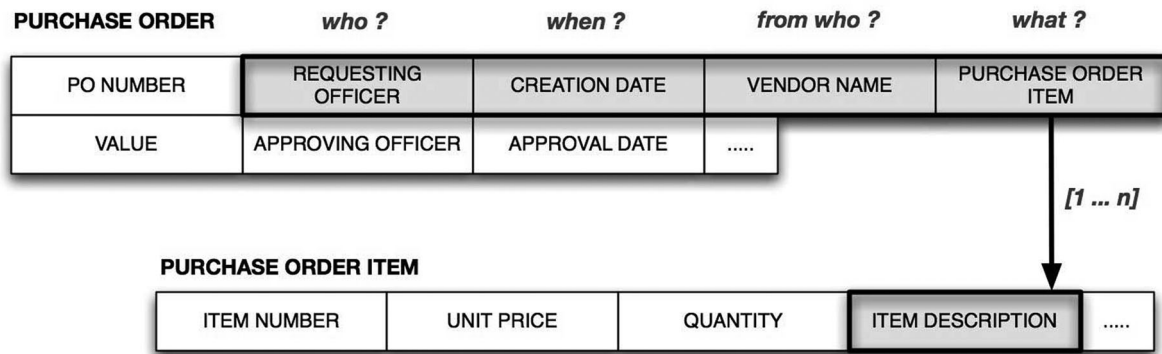 PURCHASE ORDER who ? when ? from who ? what ?
PO NUMBER REQUESTING OFFICER CREATION DATE VENDOR NAME PURCHASE ORDER ITEM
VALUE APPROVING OFFICER APPROVAL DATE .....
[1 ... n]
PURCHASE ORDER ITEM
ITEM NUMBER UNIT PRICE QUANTITY ITEM DESCRIPTION .....